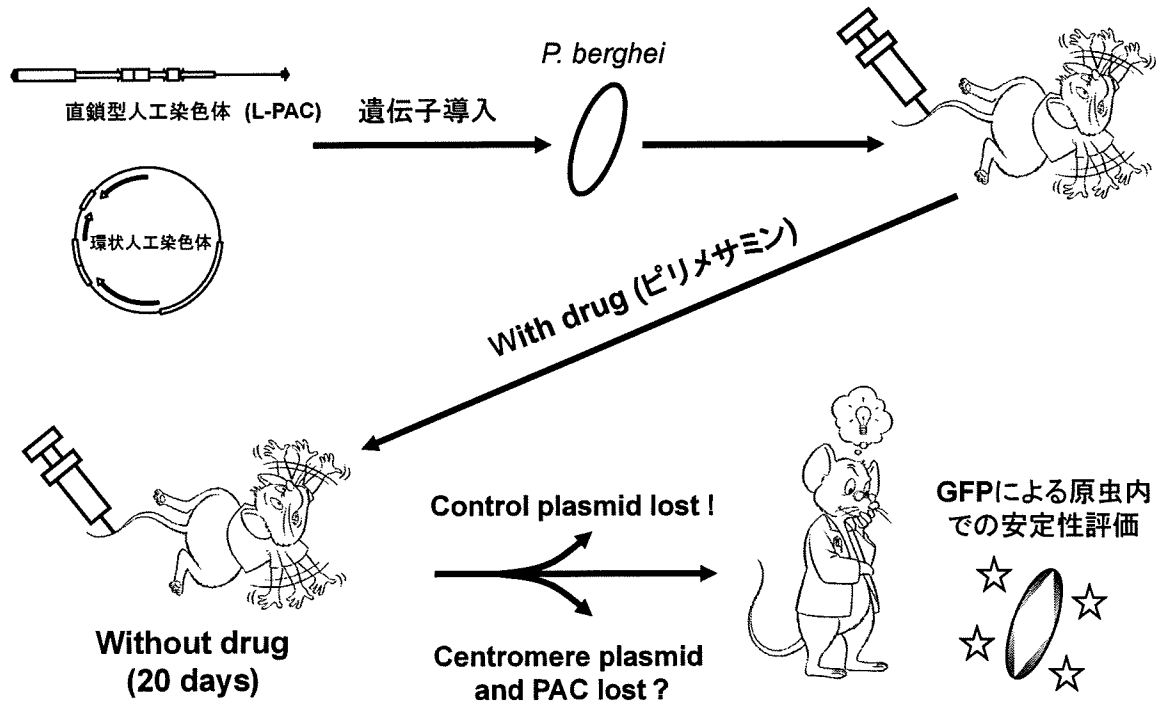 P. berghei
直鎖型人工染色体 (L-PAC)
遺伝子導入
環状人工染色体
With drug (ピリメサミン)
Control plasmid lost !
GFPによる原虫内
での安定性評価
Without drug
(20 days)
Centromere plasmid
and PAC lost ?